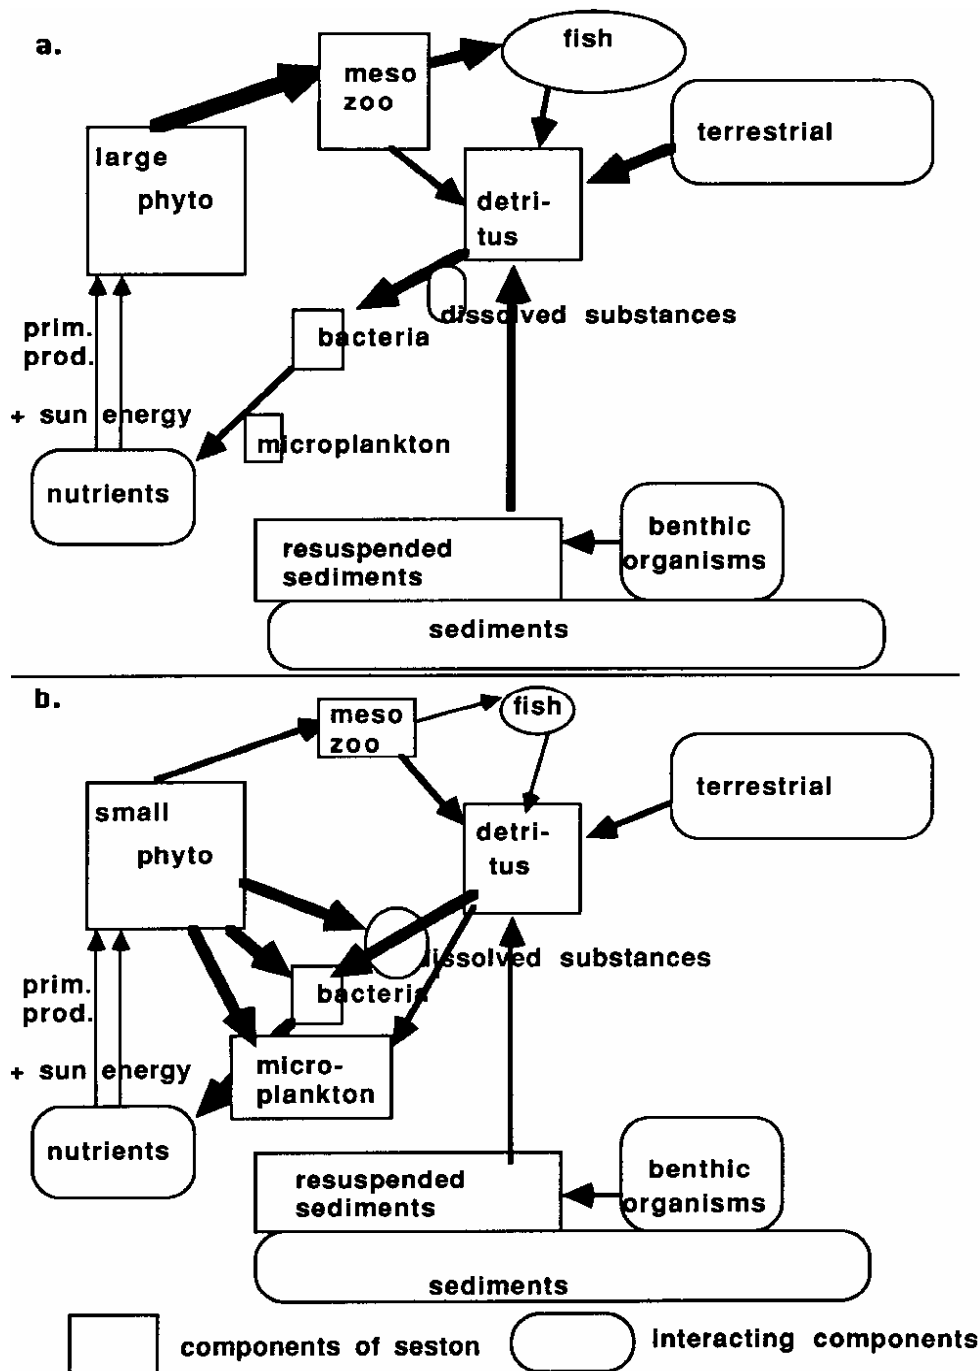 a.
fish
meso
zoo
terrestrial
large
phyto
detri-
tus
dissolved substances
prim.
prod.
bacteria
+ sun energy
microplankton
nutrients
benthic
organisms
resuspended
sediments
sediments
b.
fish
meso
zoo
terrestrial
small
phyto
detri-
tus
dissolved substances
prim.
prod.
bacteria
+ sun energy
micro-
plankton
nutrients
benthic
organisms
resuspended
sediments
sediments
components of seston
interacting components